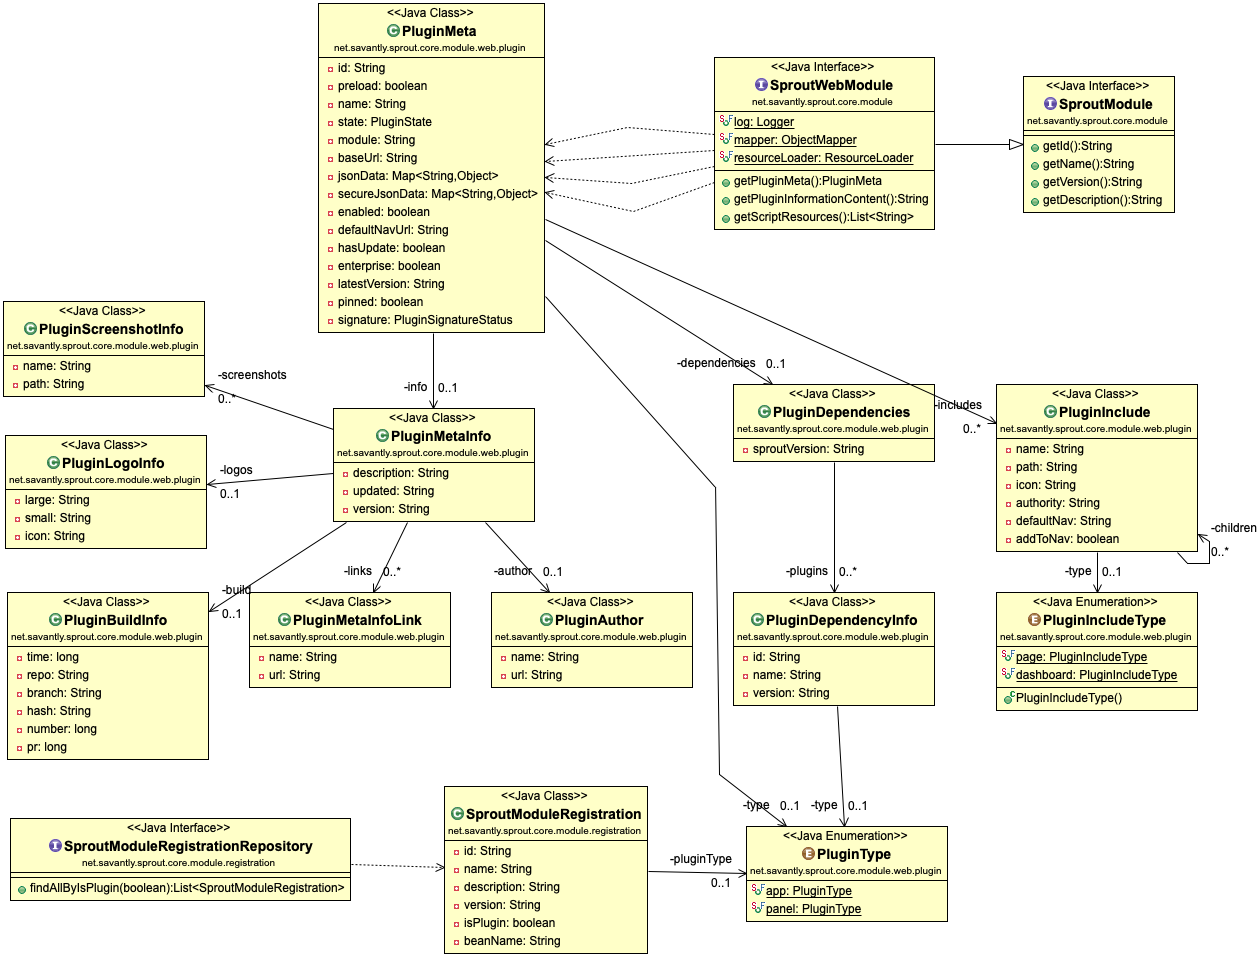 <<Java Class>>
PluginMeta
net.savantly.sprout.core.module.web.plugin
id: String
preload: boolean
name: String
state: PluginState
module: String
baseUrl: String
jsonData: Map<String,Object>
secureJsonData: Map<String,Object>
enabled: boolean
defaultNavUrl: String
hasUpdate: boolean
enterprise: boolean
latestVersion: String
pinned: boolean
signature: PluginSignatureStatus
<<Java Interface>>
SproutWebModule
net.savantly.sprout.core.module
log: Logger
mapper: ObjectMapper
resourceLoader: ResourceLoader
getPluginMeta():PluginMeta
getPluginInformationContent():String
getScriptResources():List<String>
<<Java Interface>>
SproutModule
net.savantly.sprout.core.module
getId():String
getName():String
getVersion():String
getDescription():String
<<Java Class>>
PluginScreenshotInfo
net.savantly.sprout.core.module.web.plugin
name: String
path: String
-screenshots
0..*
-info 0..1
-dependencies 0..1
-includes
0..*
<<Java Class>>
PluginMetaInfo
net.savantly.sprout.core.module.web.plugin
description: String
updated: String
version: String
<<Java Class>>
PluginDependencies
net.savantly.sprout.core.module.web.plugin
sproutVersion: String
<<Java Class>>
PluginInclude
net.savantly.sprout.core.module.web.plugin
name: String
path: String
icon: String
authority: String
defaultNav: String
addToNav: boolean
-children
0..*
<<Java Class>>
PluginLogoInfo
net.savantly.sprout.core.module.web.plugin
large: String
small: String
icon: String
-logos
0..1
-build
0..1
-links 0..*
-author 0..1
-plugins 0..*
-type 0..1
<<Java Class>>
PluginBuildInfo
net.savantly.sprout.core.module.web.plugin
time: long
repo: String
branch: String
hash: String
number: long
pr: long
<<Java Class>>
PluginMetaInfoLink
net.savantly.sprout.core.module.web.plugin
name: String
url: String
<<Java Class>>
PluginAuthor
net.savantly.sprout.core.module.web.plugin
name: String
url: String
<<Java Class>>
PluginDependencyInfo
net.savantly.sprout.core.module.web.plugin
id: String
name: String
version: String
<<Java Enumeration>>
PluginIncludeType
net.savantly.sprout.core.module.web.plugin
page: PluginIncludeType
dashboard: PluginIncludeType
PluginIncludeType()
<<Java Interface>>
SproutModuleRegistrationRepository
net.savantly.sprout.core.module.registration
findAllByIsPlugin(boolean):List<SproutModuleRegistration>
<<Java Class>>
SproutModuleRegistration
net.savantly.sprout.core.module.registration
id: String
name: String
description: String
version: String
isPlugin: boolean
beanName: String
-pluginType
0..1
-type 0..1
-type 0..1
<<Java Enumeration>>
PluginType
net.savantly.sprout.core.module.web.plugin
app: PluginType
panel: PluginType